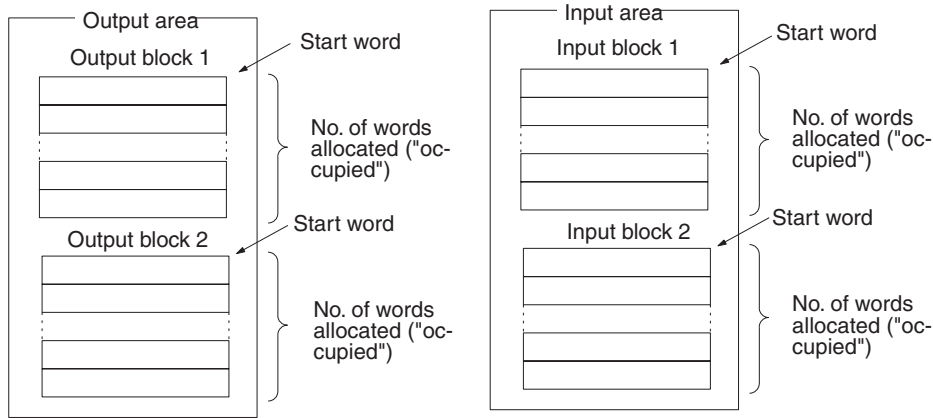 Output area
Output block 1
Start word
No. of words
allocated ("oc-
cupied")
Output block 2
Start word
No. of words
allocated ("oc-
cupied")
Input area
Input block 1
Start word
No. of words
allocated ("oc-
cupied")
Input block 2
Start word
No. of words
allocated ("oc-
cupied")